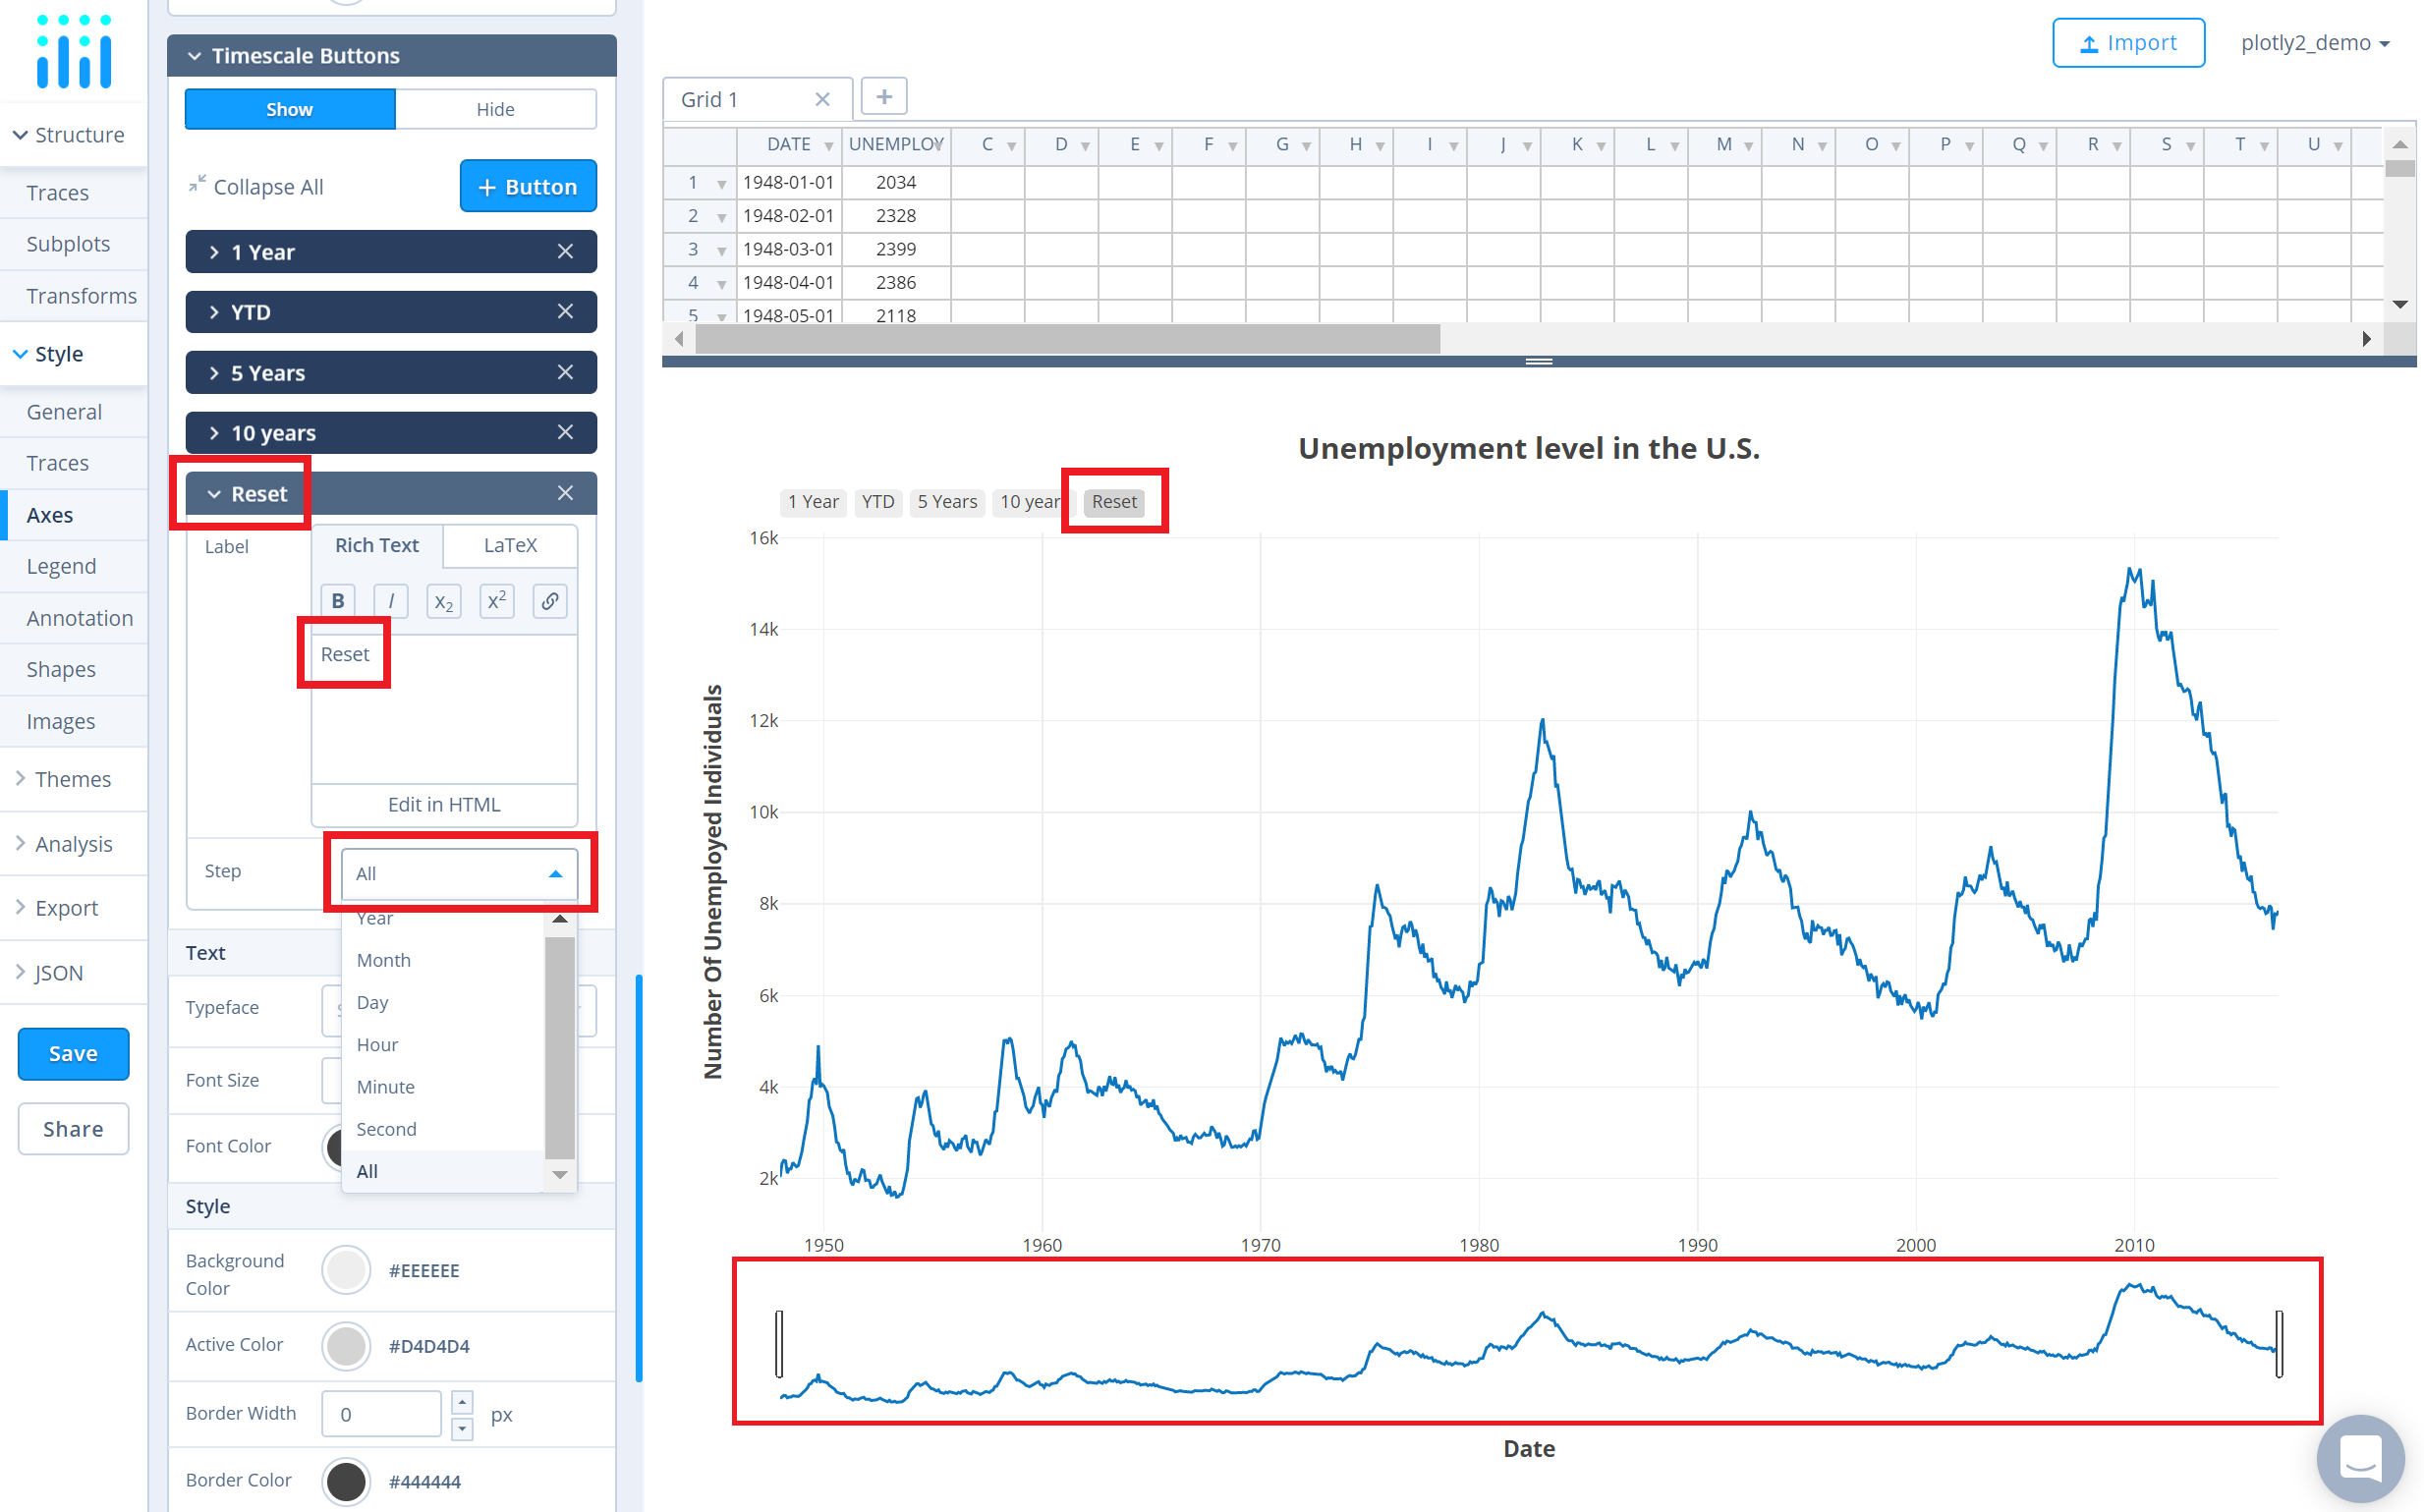 Structure
Traces
Subplots
Transforms
Style
General
Traces
Axes
Legend
Annotation
Shapes
Images
Themes
Analysis
Export
JSON
Save
Share
Timescale Buttons
Show Hide
Collapse All + Button
1 Year
YTD
5 Years
10 years
Reset
Label
Rich Text LaTeX
B I X2 X2
Reset
Edit in HTML
Step All
Year
Month
Day
Hour
Minute
Second
All
Text
Typeface
Font Size
Font Color
Style
Background Color #EEEEEE
Active Color #D4D4D4
Border Width 0 px
Border Color #444444
Import plotly2_demo
Grid 1 +
DATE UNEMPLOY C D E F G H I J K L M N O P Q R S T U
1 1948-01-01 2034
2 1948-02-01 2328
3 1948-03-01 2399
4 1948-04-01 2386
5 1948-05-01 2118
Unemployment level in the U.S.
1 Year YTD 5 Years 10 year Reset
16k
14k
12k
10k
8k
6k
4k
2k
Number Of Unemployed Individuals
1950 1960 1970 1980 1990 2000 2010
Date